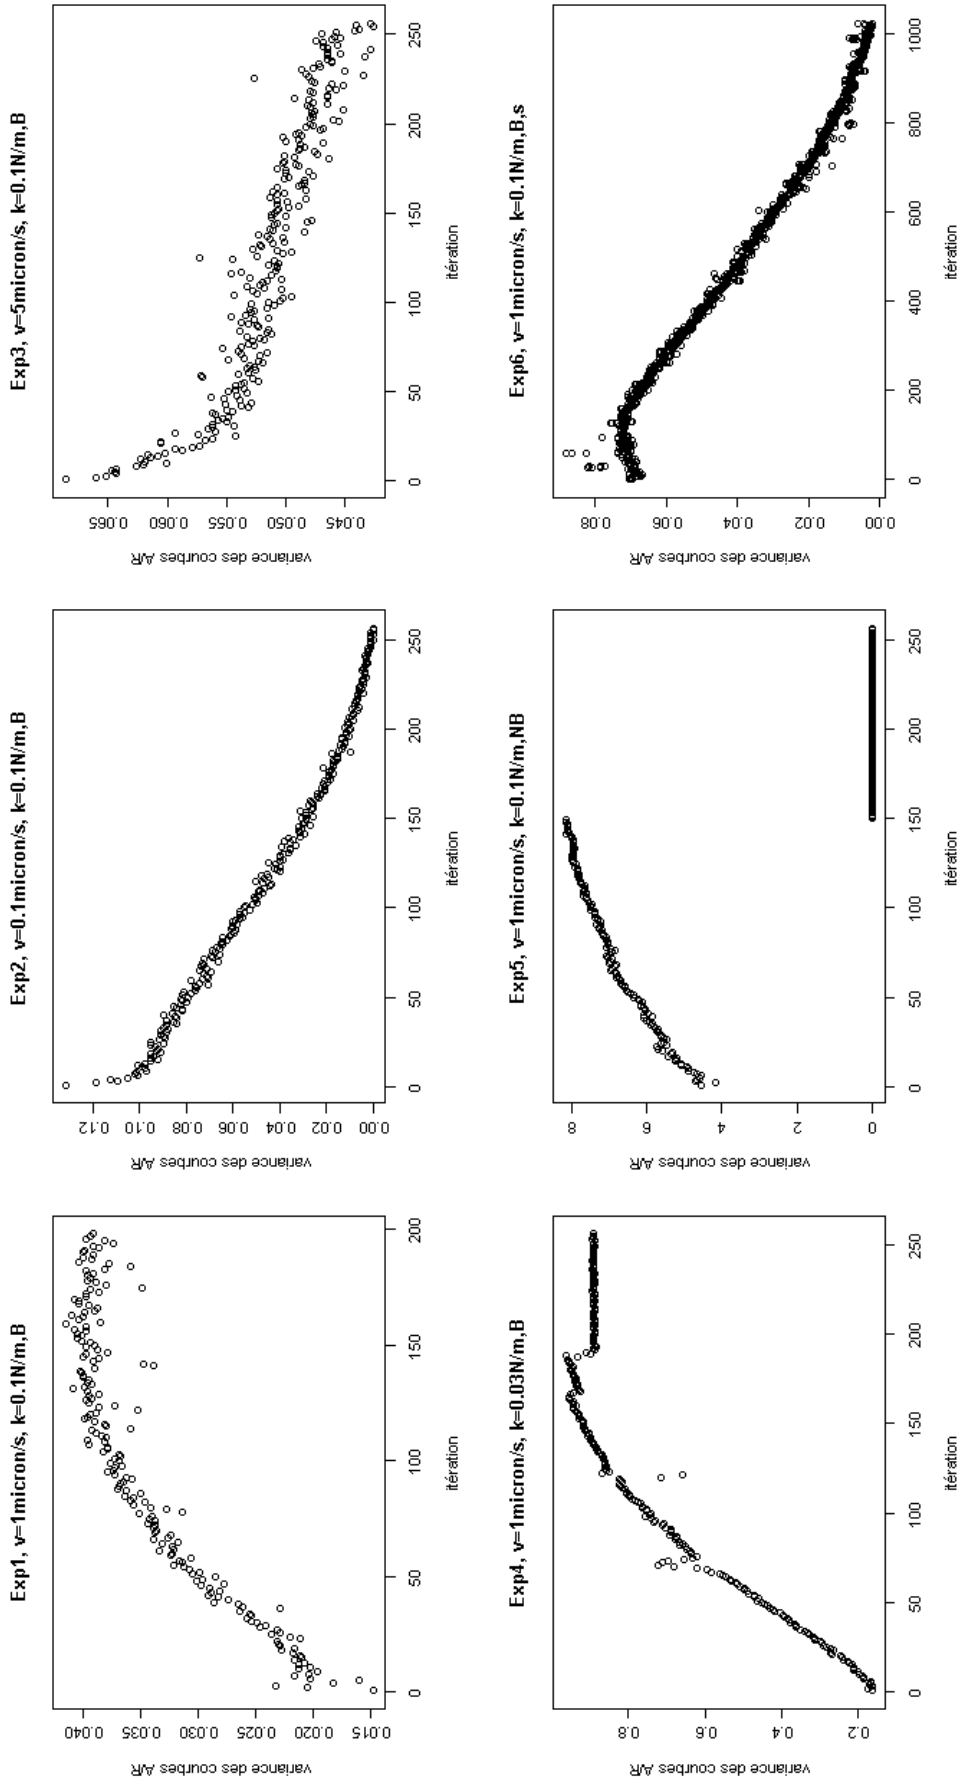 Exp1, v=1micron/s, k=0.1N/m,B
variance des courbes A/R
0.040
0.035
0.030
0.025
0.020
0.015
0 50 100 150 200
itération
Exp2, v=0.1micron/s, k=0.1N/m,B
variance des courbes A/R
0.12
0.10
0.08
0.06
0.04
0.02
0.00
0 50 100 150 200 250
itération
Exp3, v=5micron/s, k=0.1N/m,B
variance des courbes A/R
0.065
0.060
0.055
0.050
0.045
0 50 100 150 200 250
itération
Exp4, v=1micron/s, k=0.03N/m,B
variance des courbes A/R
0.8
0.6
0.4
0.2
0 50 100 150 200 250
itération
Exp5, v=1micron/s, k=0.1N/m,NB
variance des courbes A/R
8
6
4
2
0
0 50 100 150 200 250
itération
Exp6, v=1micron/s, k=0.1N/m,B,s
variance des courbes A/R
0.08
0.06
0.04
0.02
0.00
0 200 400 600 800 1000
itération